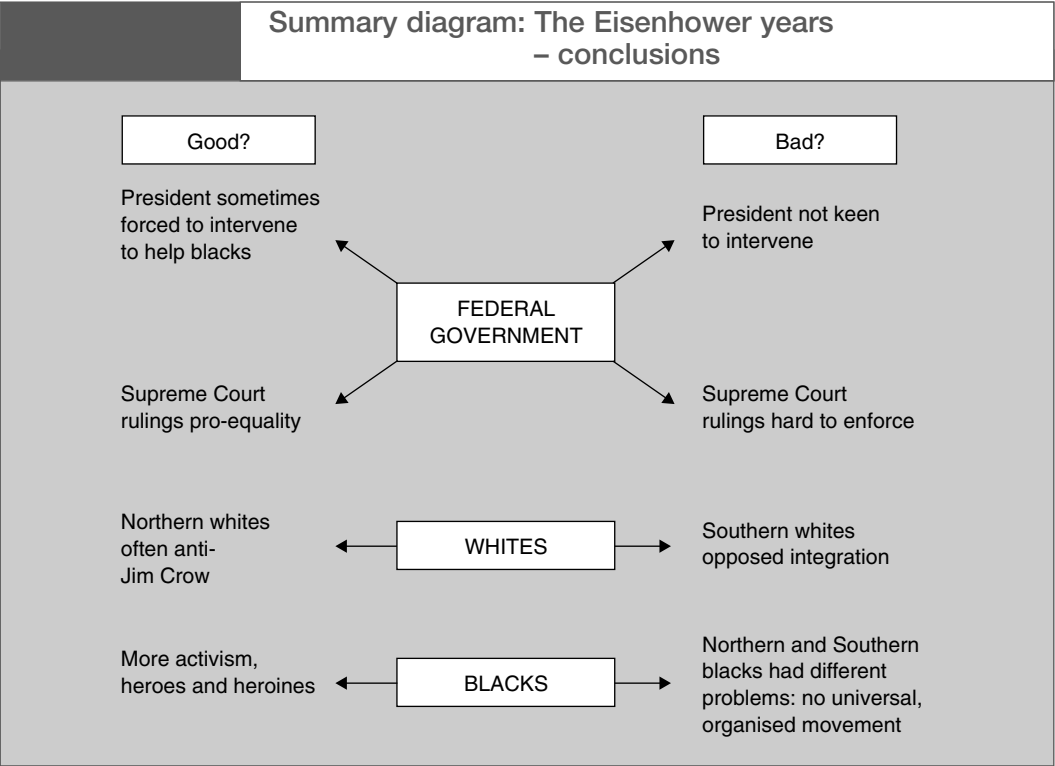 Summary diagram: The Eisenhower years
– conclusions
Good?
Bad?
President sometimes
forced to intervene
to help blacks
President not keen
to intervene
FEDERAL
GOVERNMENT
Supreme Court
rulings pro-equality
Supreme Court
rulings hard to enforce
Northern whites
often anti-
Jim Crow
WHITES
Southern whites
opposed integration
More activism,
heroes and heroines
BLACKS
Northern and Southern
blacks had different
problems: no universal,
organised movement